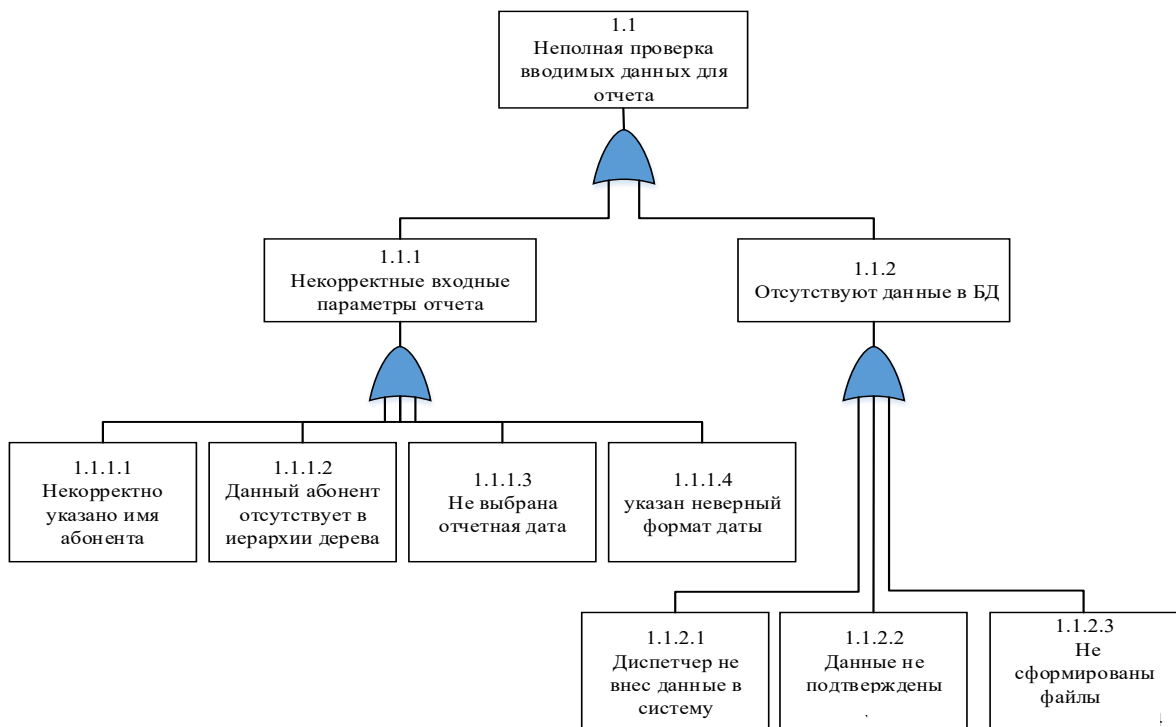 1.1
Неполная проверка
вводимых данных для
отчета
1.1.1
Некорректные входные
параметры отчета
1.1.2
Отсутствуют данные в БД
1.1.1.1
Некорректно
указано имя
абонента
1.1.1.2
Данный абонент
отсутствует в
иерархии дерева
1.1.1.3
Не выбрана
отчетная дата
1.1.1.4
указан неверный
формат даты
1.1.2.1
Диспетчер не
внес данные в
систему
1.1.2.2
Данные не
подтверждены
1.1.2.3
Не
сформированы
файлы